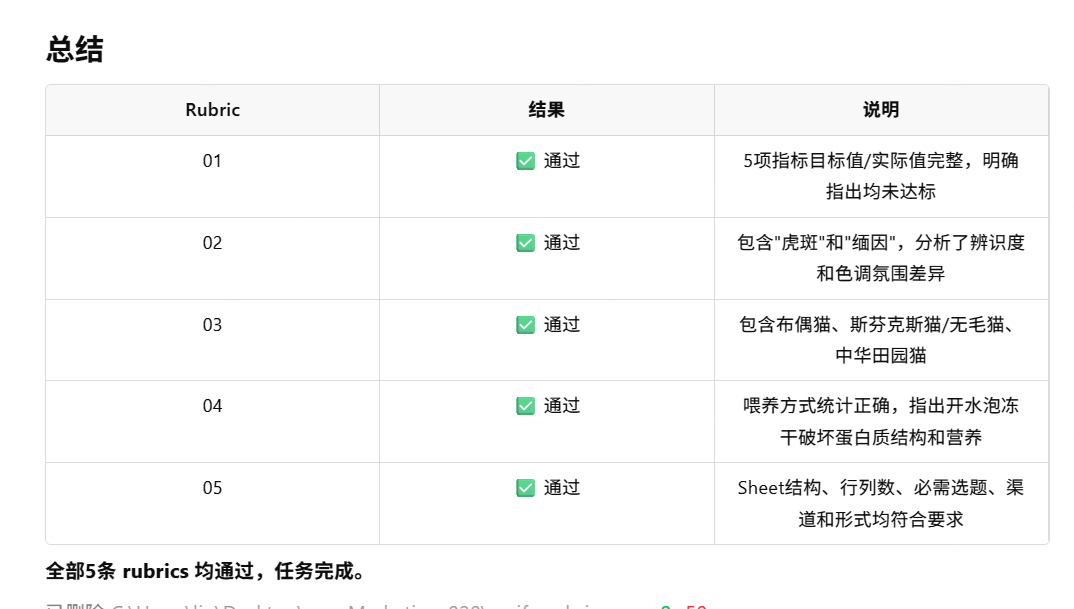 总结
Rubric 结果 说明
01 ✅ 通过 5项指标目标值/实际值完整，明确
指出均未达标
02 ✅ 通过 包含"虎斑"和"缅因"，分析了辨识度
和色调氛围差异
03 ✅ 通过 包含布偶猫、斯芬克斯猫/无毛猫、
中华田园猫
04 ✅ 通过 喂养方式统计正确，指出开水泡冻
干破坏蛋白质结构和营养
05 ✅ 通过 Sheet结构、行列数、必需选题、渠
道和形式均符合要求
全部5条 rubrics 均通过，任务完成。